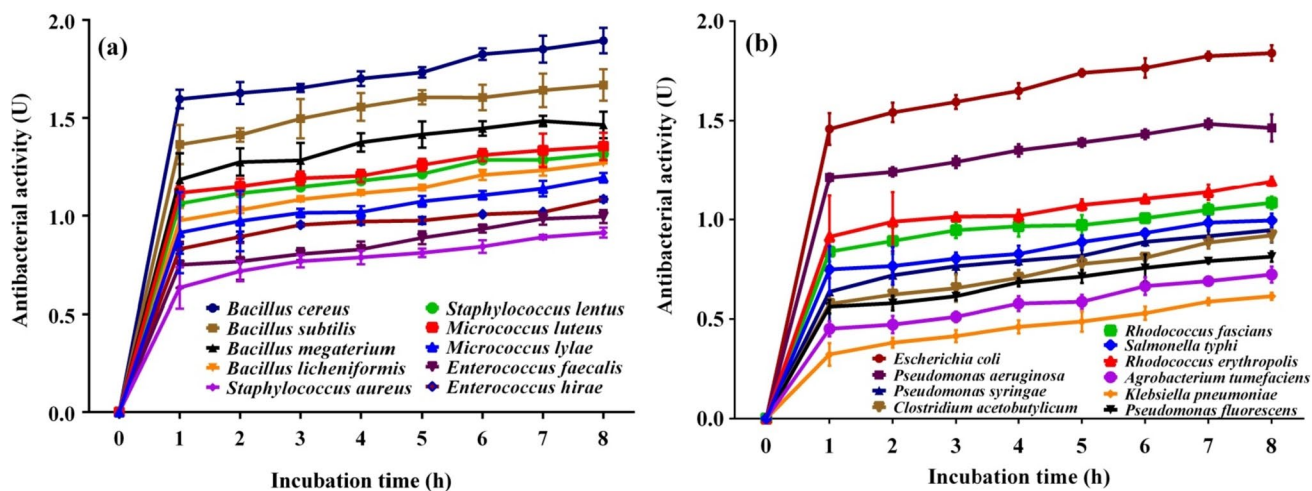 (a)
Antibacterial activity (U)
2.0
1.5
1.0
0.5
0.0
0 1 2 3 4 5 6 7 8
Incubation time (h)
Bacillus cereus
Bacillus subtilis
Bacillus megaterium
Bacillus licheniformis
Staphylococcus aureus
Staphylococcus lentus
Micrococcus luteus
Micrococcus lylae
Enterococcus faecalis
Enterococcus hirae
(b)
Antibacterial activity (U)
2.0
1.5
1.0
0.5
0.0
0 1 2 3 4 5 6 7 8
Incubation time (h)
Escherichia coli
Pseudomonas aeruginosa
Pseudomonas syringae
Clostridium acetobutylicum
Rhodococcus fascians
Salmonella typhi
Rhodococcus erythropolis
Agrobacterium tumefaciens
Klebsiella pneumoniae
Pseudomonas fluorescens